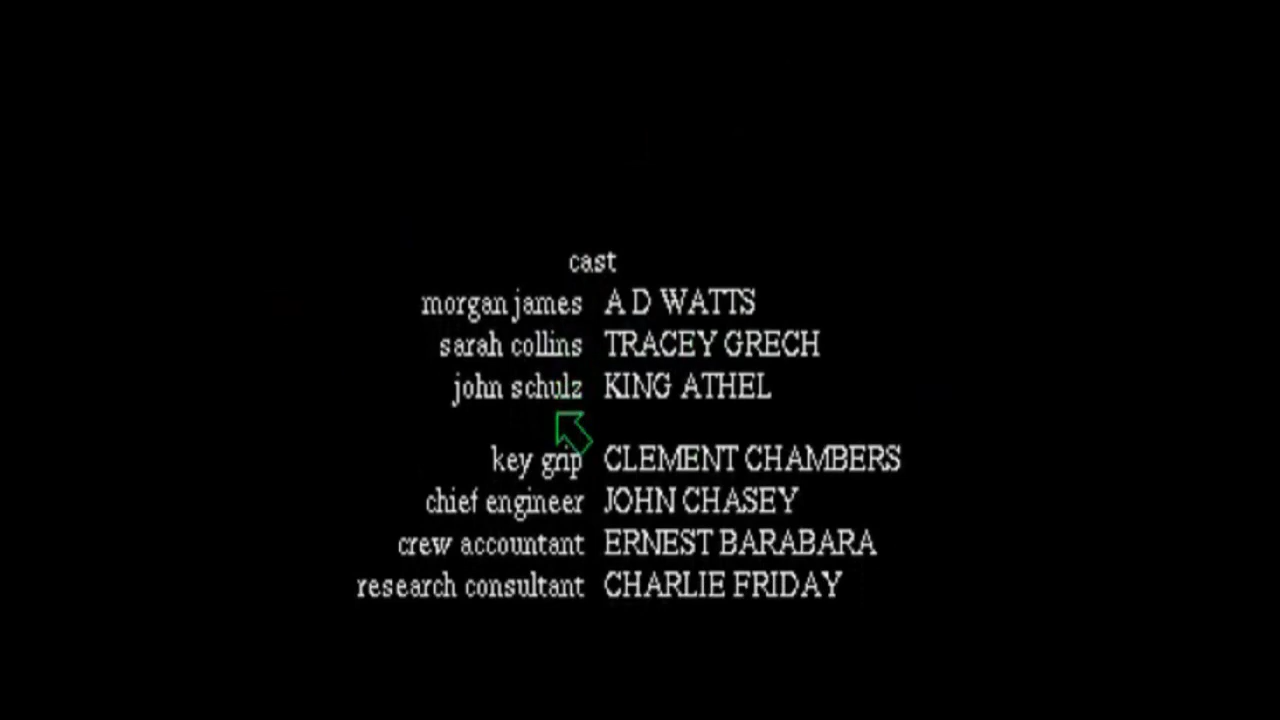 cast
morgan james A D WATTS
sarah collins TRACEY GRECH
john schulz KING ATHEL
key grip CLEMENT CHAMBERS
chief engineer JOHN CHASEY
crew accountant ERNEST BARABARA
research consultant CHARLIE FRIDAY